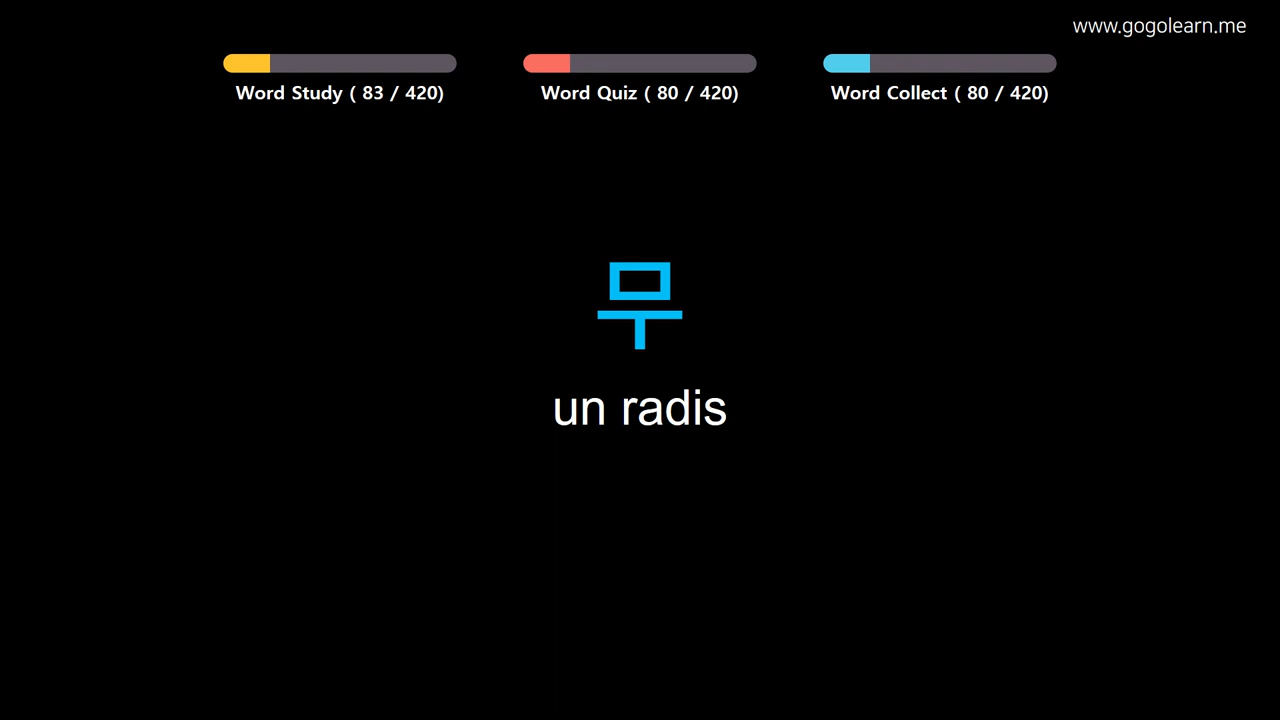 www.gogolearn.me
Word Study ( 83 / 420)
Word Quiz ( 80 / 420)
Word Collect ( 80 / 420)
무
un radis